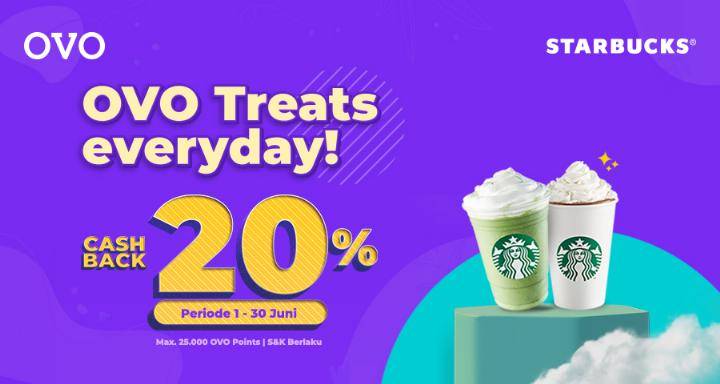 OVO
STARBUCKS®
OVO Treats
everyday!
CASH
BACK
20%
Periode 1 - 30 Juni
Max. 25.000 OVO Points | S&K Berlaku